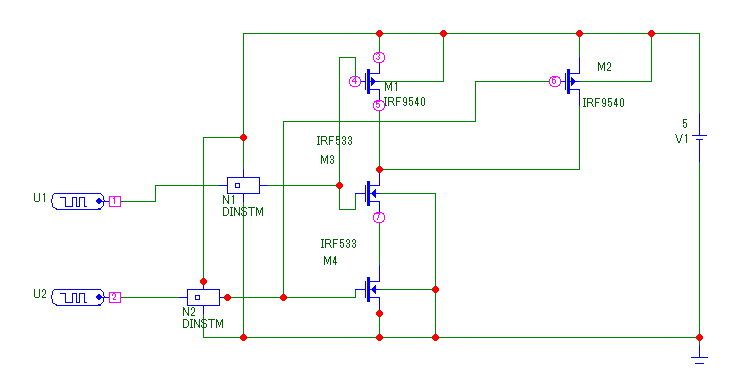 3
M2
4
M1
6
IRF9540
5
IRF9540
5
V1
IRF533
M3
U1
1
N1
DINSTM
7
IRF533
M4
U2
2
N2
DINSTM